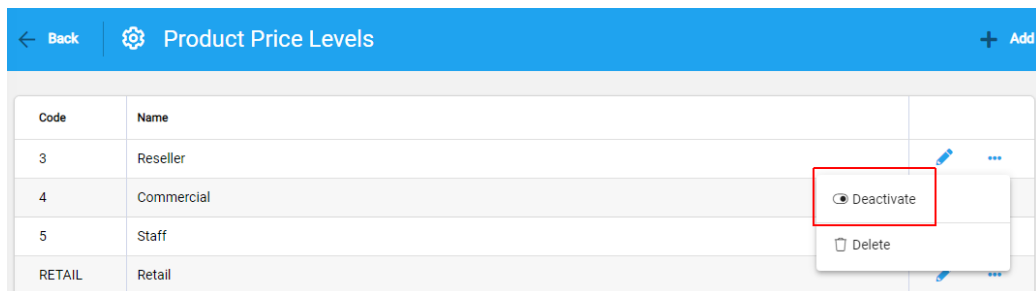 Back Product Price Levels Add
Code Name
3 Reseller
4 Commercial
Deactivate
5 Staff
Delete
RETAIL Retail